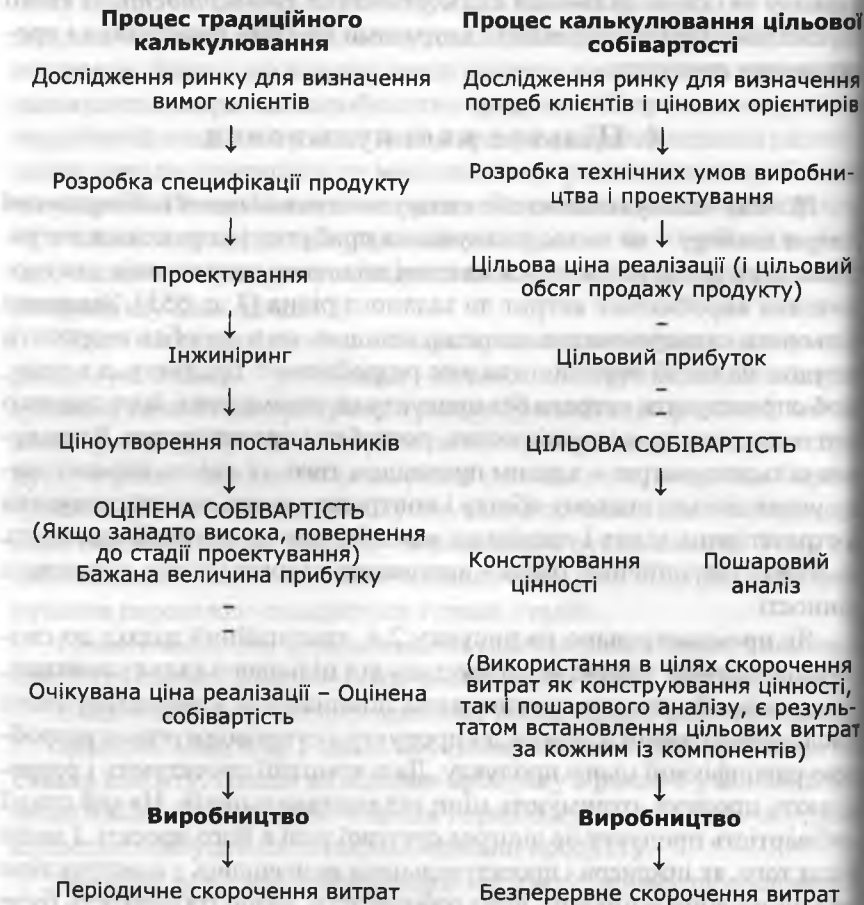 Процес традиційного
калькулювання
Дослідження ринку для визначення
вимог клієнтів
↓
Розробка специфікації продукту
↓
Проектування
↓
Інжиніринг
↓
Ціноутворення постачальників
↓
ОЦІНЕНА СОБІВАРТІСТЬ
(Якщо занадто висока, повернення
до стадії проектування)
Бажана величина прибутку
–
–
Очікувана ціна реалізації – Оцінена
собівартість
↓
Виробництво
↓
Періодичне скорочення витрат
Процес калькулювання цільової
собівартості
Дослідження ринку для визначення
потреб клієнтів і цінових орієнтирів
↓
Розробка технічних умов виробни-
цтва і проектування
↓
Цільова ціна реалізації (і цільовий
обсяг продажу продукту)
–
Цільовий прибуток
–
–
ЦІЛЬОВА СОБІВАРТІСТЬ
↓
Конструювання Пошаровий
цінності аналіз
(Використання в цілях скорочення
витрат як конструювання цінності,
так і пошарового аналізу, є резуль-
татом встановлення цільових витрат
за кожним із компонентів)
↓
Виробництво
↓
Безперервне скорочення витрат